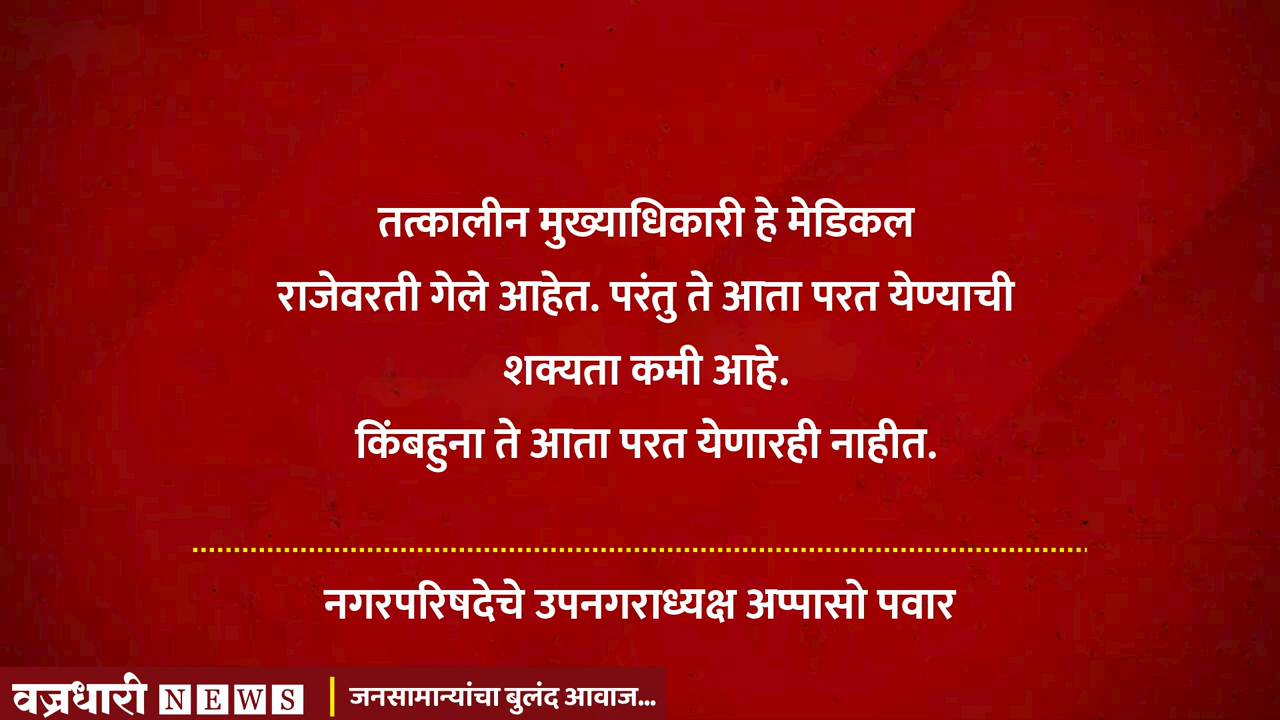 तत्कालीन मुख्याधिकारी हे मेडिकल
राजेवरती गेले आहेत. परंतु ते आता परत येण्याची
शक्यता कमी आहे.
किंबहुना ते आता परत येणारही नाहीत.
नगरपरिषदेचे उपनगराध्यक्ष अप्पासो पवार
वज्रधारी NEWS जनसामान्यांचा बुलंद आवाज...